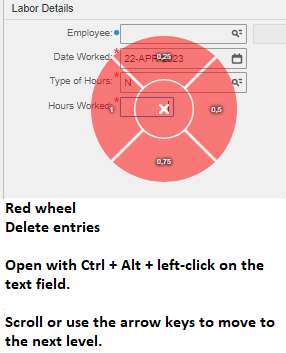 Labor Details
Employee:
Date Worked: * 22-APR-2023
Type of Hours: * N
Hours Worked: *
0,25
0,5
0,75
Red wheel
Delete entries
Open with Ctrl + Alt + left-click on the
text field.
Scroll or use the arrow keys to move to
the next level.